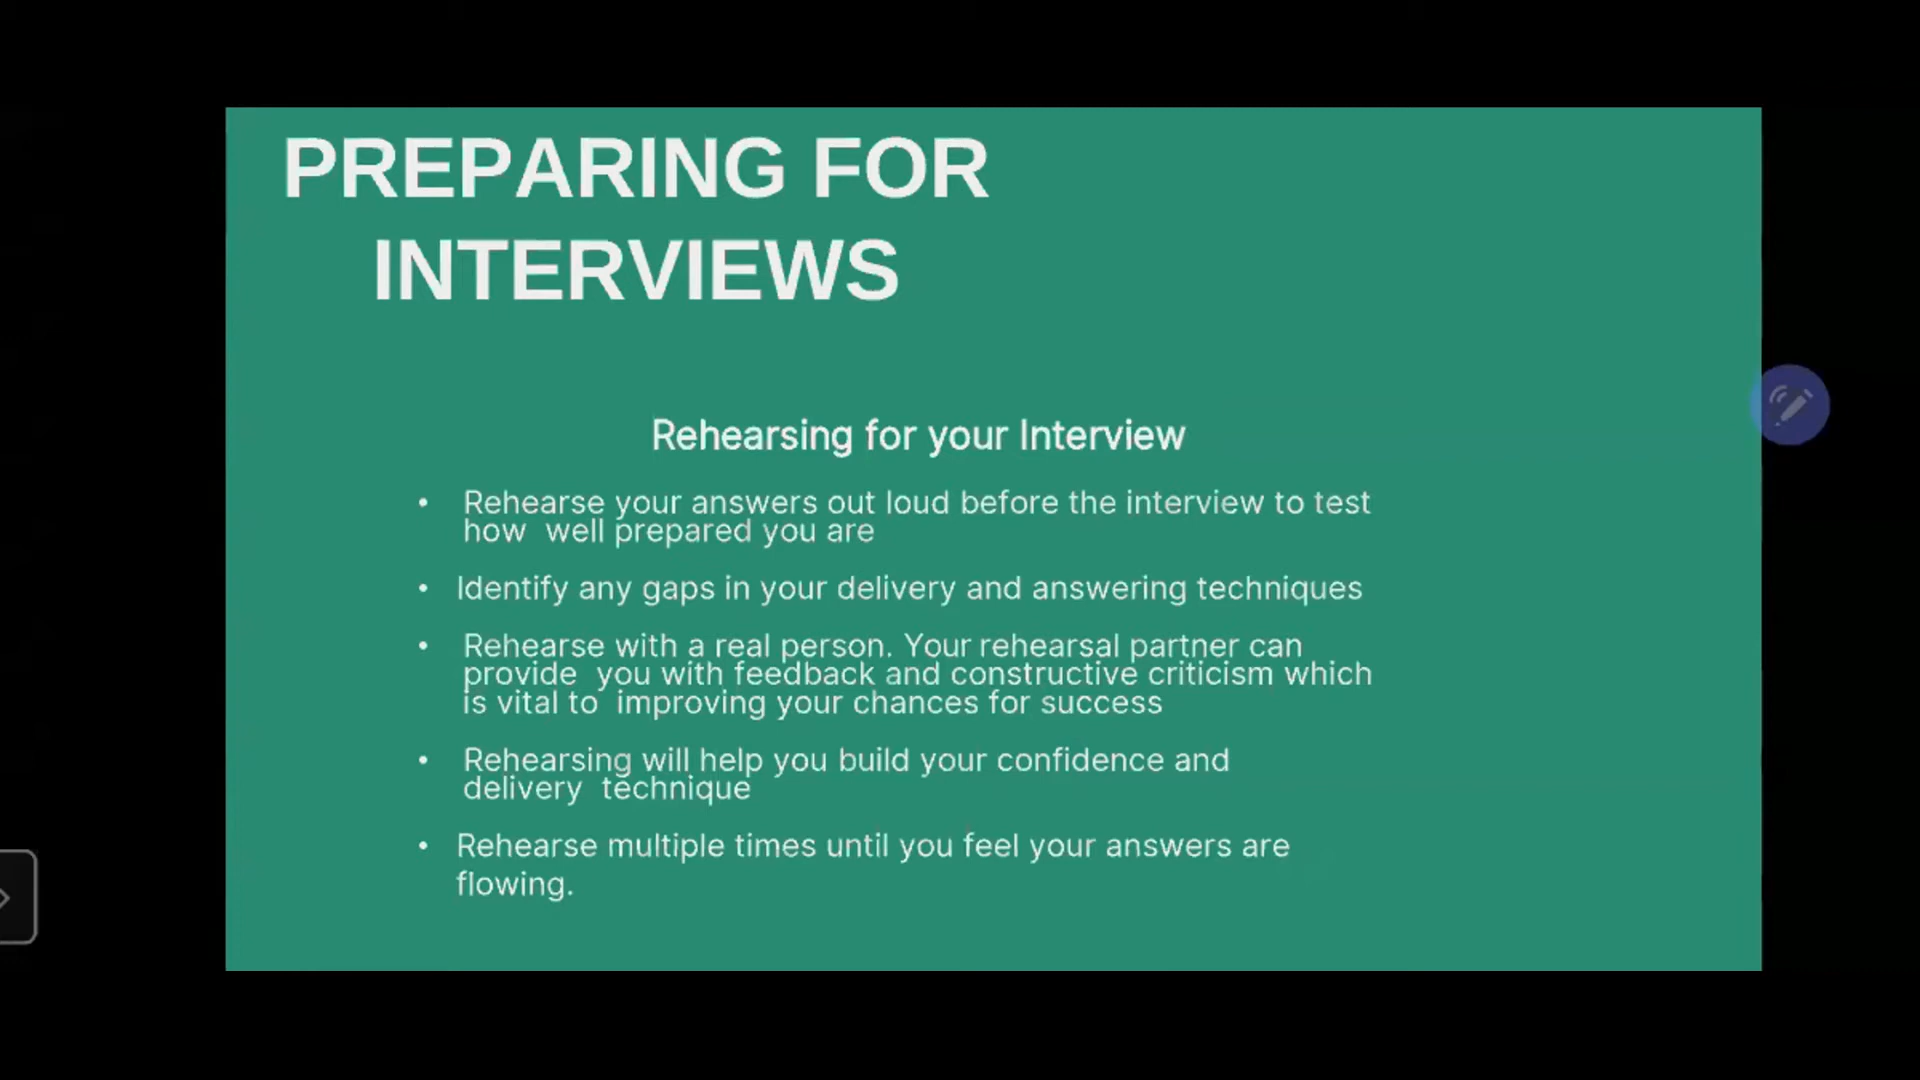 PREPARING FOR
INTERVIEWS
Rehearsing for your Interview
• Rehearse your answers out loud before the interview to test
how well prepared you are
• Identify any gaps in your delivery and answering techniques
• Rehearse with a real person. Your rehearsal partner can
provide you with feedback and constructive criticism which
is vital to improving your chances for success
• Rehearsing will help you build your confidence and
delivery technique
• Rehearse multiple times until you feel your answers are
flowing.